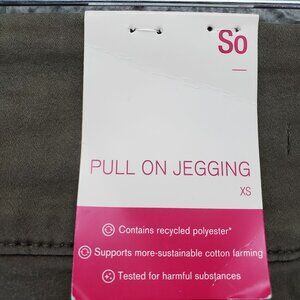 So
PULL ON JEGGING
XS
Contains recycled polyester*
Supports more-sustainable cotton farming
Tested for harmful substances